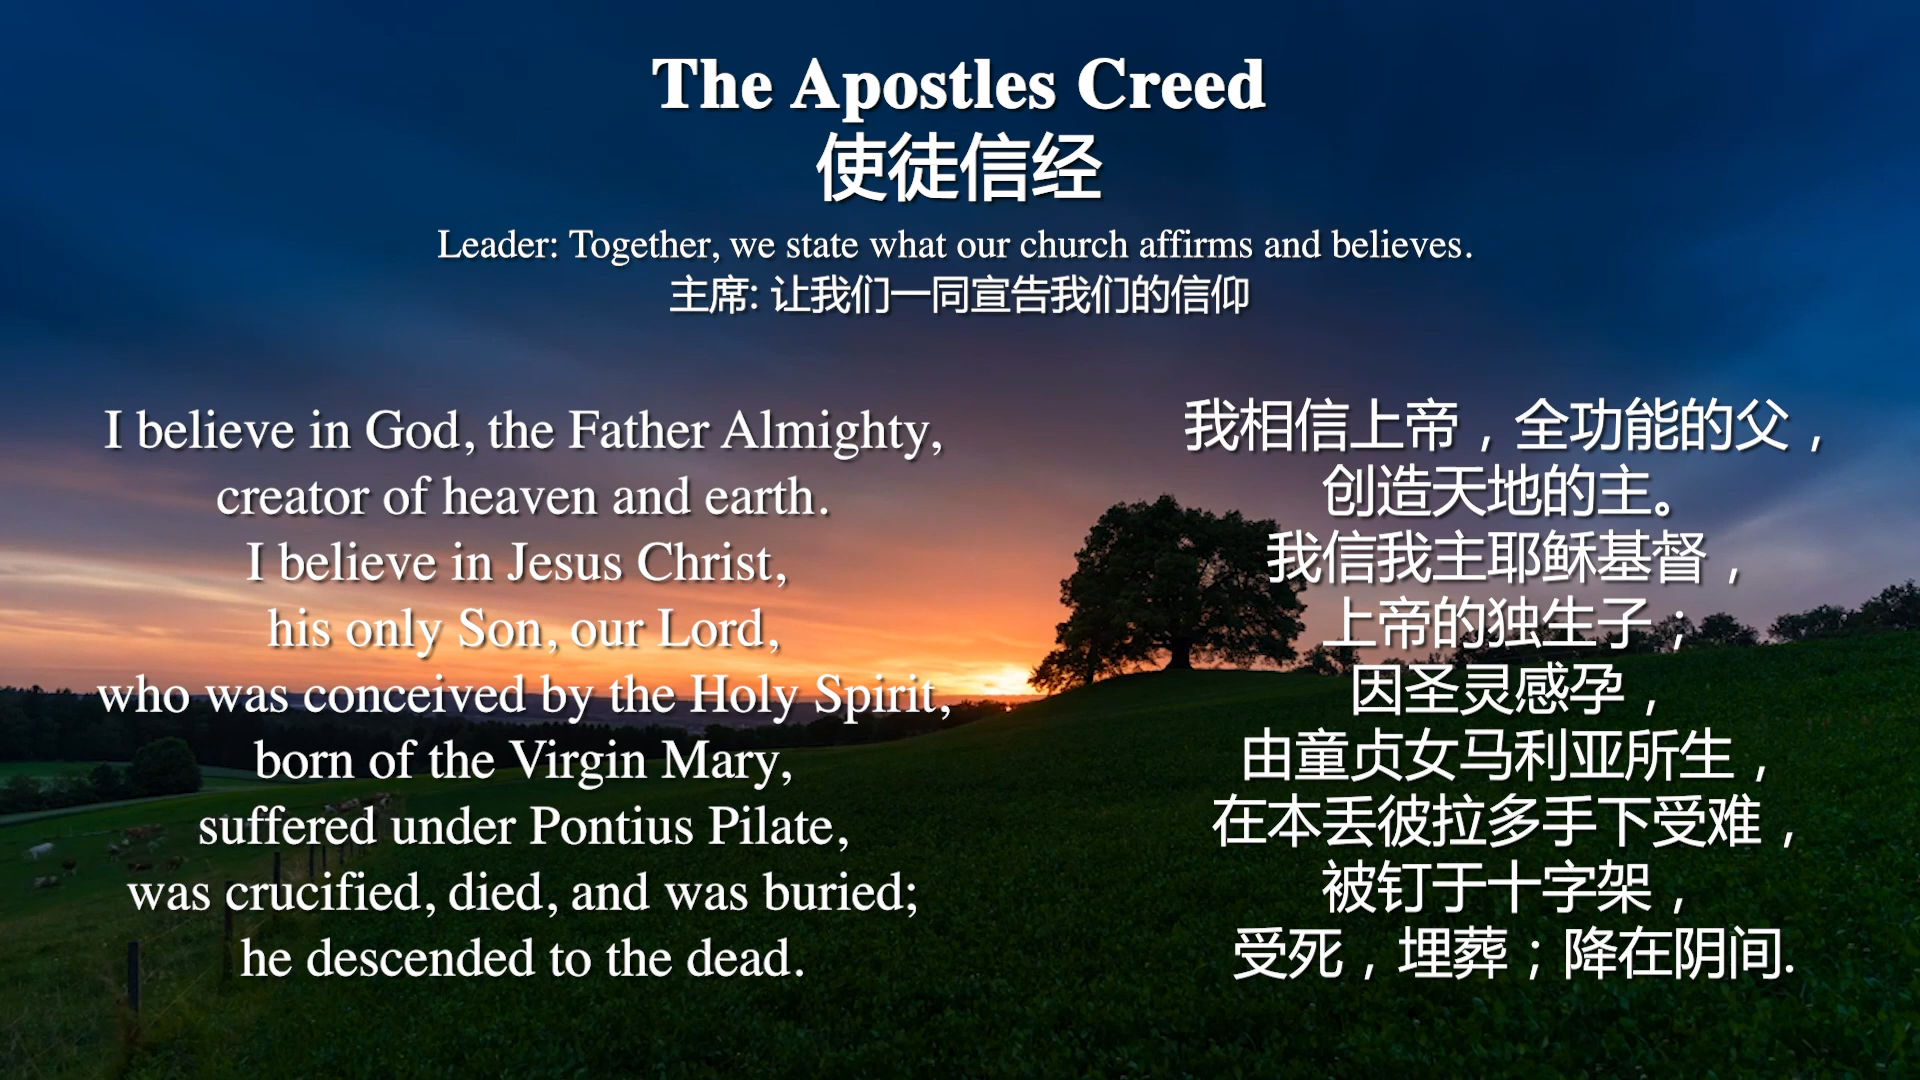 The Apostles Creed
使徒信经
Leader: Together, we state what our church affirms and believes.
主席: 让我们一同宣告我们的信仰
I believe in God, the Father Almighty,
creator of heaven and earth.
I believe in Jesus Christ,
his only Son, our Lord,
who was conceived by the Holy Spirit,
born of the Virgin Mary,
suffered under Pontius Pilate,
was crucified, died, and was buried;
he descended to the dead.
我相信上帝，全功能的父，
创造天地的主。
我信我主耶稣基督，
上帝的独生子；
因圣灵感孕，
由童贞女马利亚所生，
在本丢彼拉多手下受难，
被钉于十字架，
受死，埋葬；降在阴间.